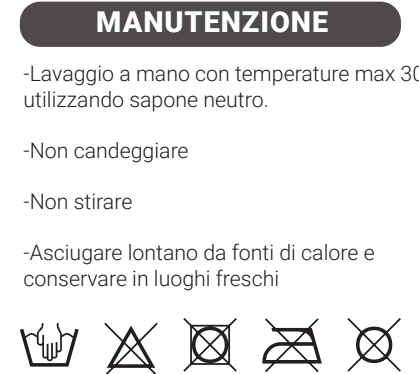 MANUTENZIONE
-Lavaggio a mano con temperature max 30
utilizzando sapone neutro.
-Non candeggiare
-Non stirare
-Asciugare lontano da fonti di calore e
conservare in luoghi freschi